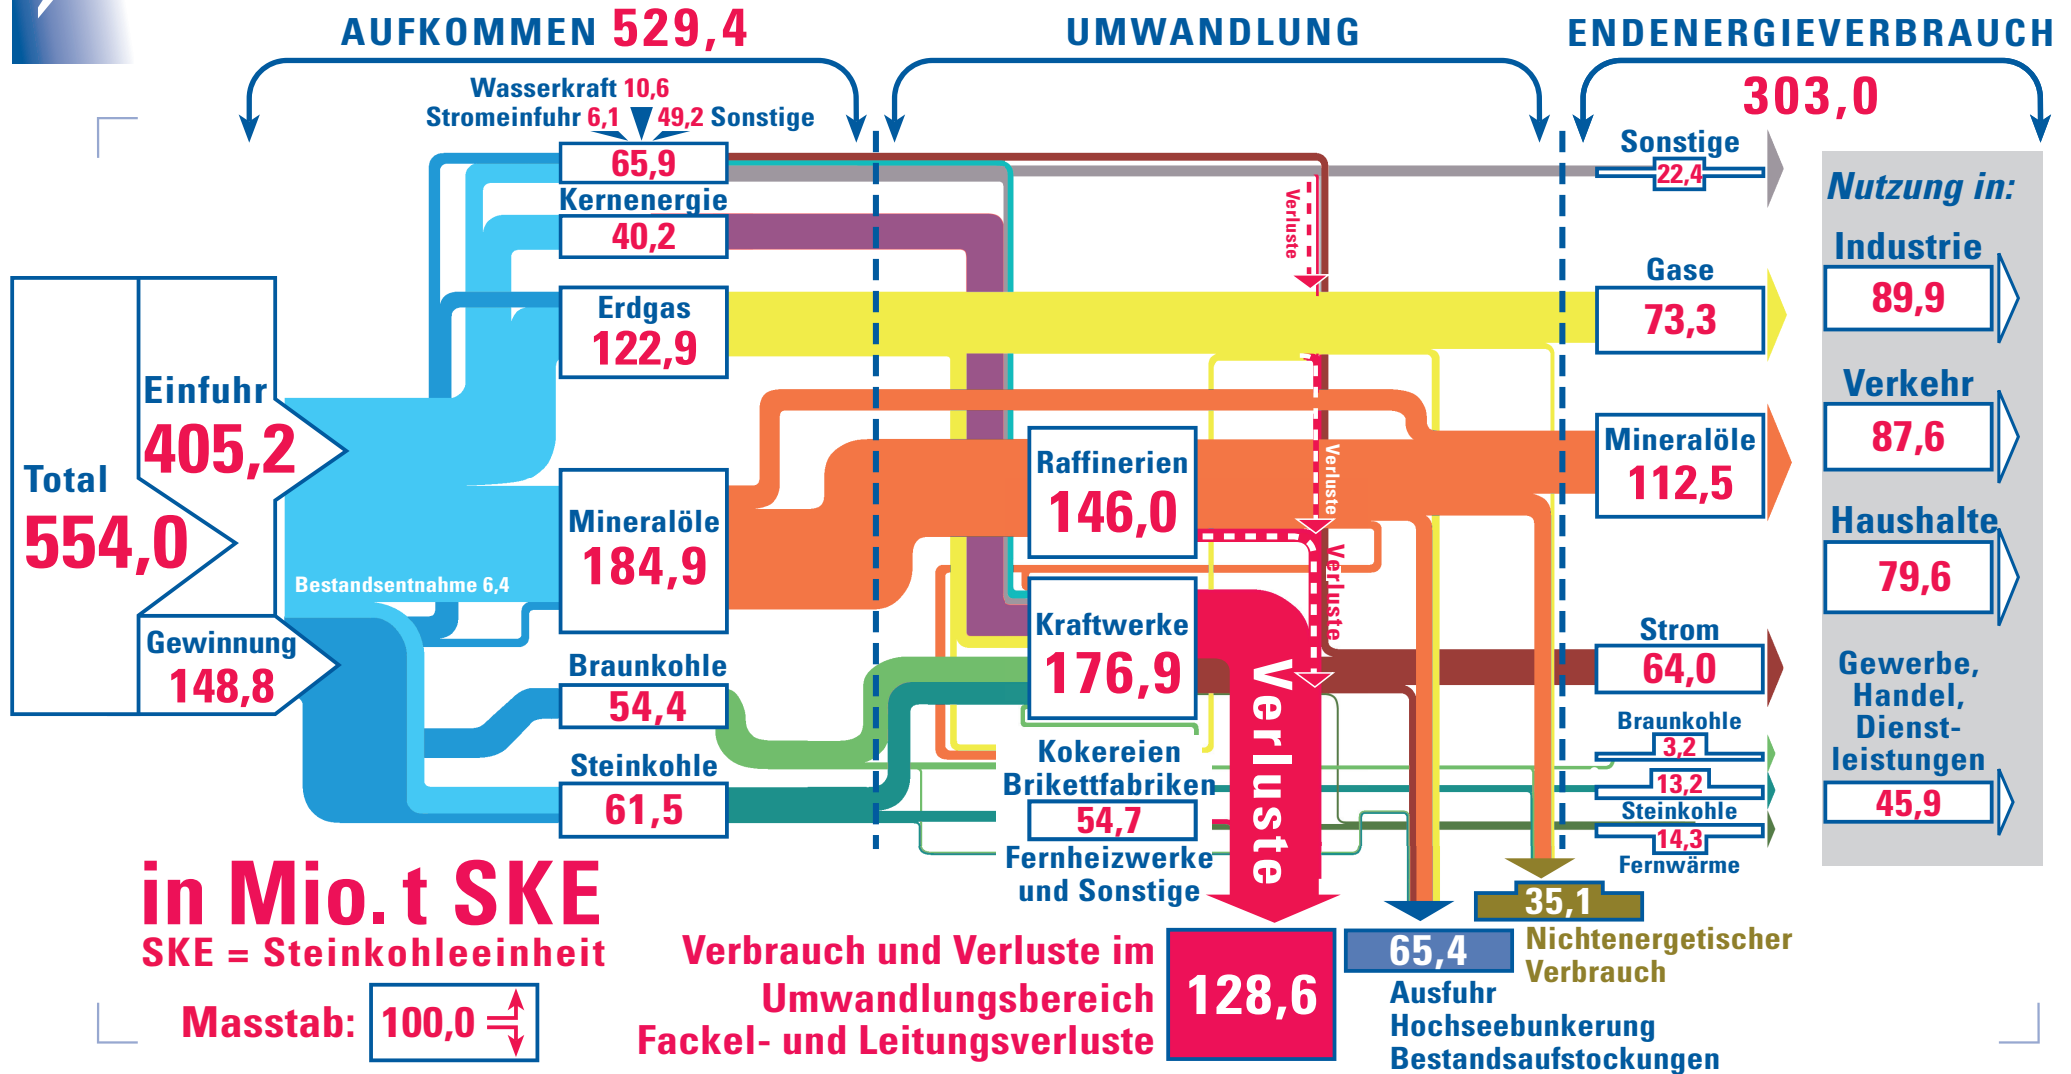 AUFKOMMEN 529,4
UMWANDLUNG
ENDENERGIEVERBRAUCH
303,0
Wasserkraft 10,6
Stromeinfuhr 6,1
49,2 Sonstige
65,9
Kernenergie
40,2
Erdgas
122,9
Mineralöle
184,9
Braunkohle
54,4
Steinkohle
61,5
Total
554,0
Einfuhr
405,2
Gewinnung
148,8
Bestandsentnahme 6,4
Raffinerien
146,0
Kraftwerke
176,9
Kokereien
Brikettfabriken
54,7
Fernheizwerke
und Sonstige
Verluste
Verluste
Verluste
Verluste
Sonstige
22,4
Gase
73,3
Mineralöle
112,5
Strom
64,0
Braunkohle
3,2
13,2
Steinkohle
14,3
Fernwärme
Nutzung in:
Industrie
89,9
Verkehr
87,6
Haushalte
79,6
Gewerbe,
Handel,
Dienst-
leistungen
45,9
in Mio. t SKE
SKE = Steinkohleeinheit
Masstab: 100,0
Verbrauch und Verluste im
Umwandlungsbereich
Fackel- und Leitungsverluste
128,6
65,4
Ausfuhr
Hochseebunkerung
Bestandsaufstockungen
35,1
Nichtenergetischer
Verbrauch